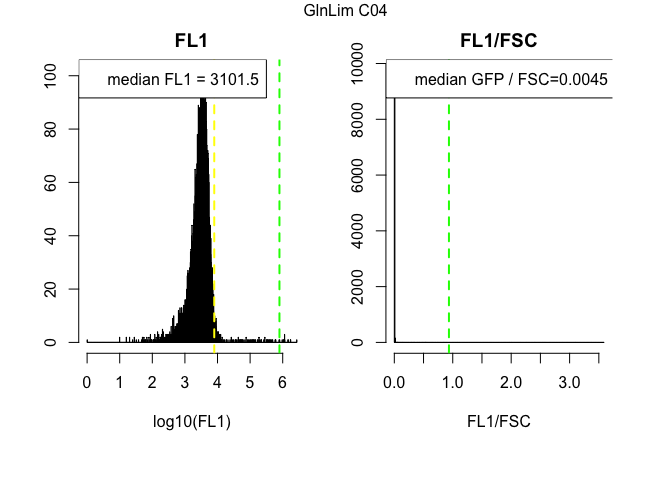 GlnLim C04
FL1
FL1/FSC
median FL1 = 3101.5
median GFP / FSC=0.0045
0
20
40
60
80
100
0
2000
4000
6000
8000
10000
0 1 2 3 4 5 6
0.0 1.0 2.0 3.0
log10(FL1)
FL1/FSC